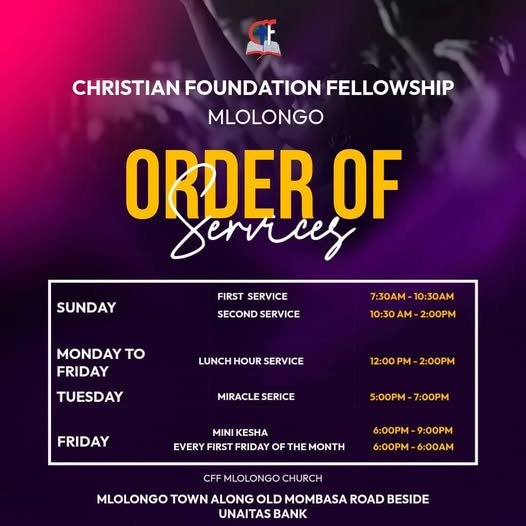 CHRISTIAN FOUNDATION FELLOWSHIP
MLOLONGO
ORDER OF
Services
SUNDAY
FIRST SERVICE 7:30AM - 10:30AM
SECOND SERVICE 10:30 AM - 2:00PM
MONDAY TO
FRIDAY
LUNCH HOUR SERVICE 12:00 PM - 2:00PM
TUESDAY MIRACLE SERICE 5:00PM - 7:00PM
FRIDAY
MINI KESHA 6:00PM - 9:00PM
EVERY FIRST FRIDAY OF THE MONTH 6:00PM - 6:00AM
CFF MLOLONGO CHURCH
MLOLONGO TOWN ALONG OLD MOMBASA ROAD BESIDE
UNAITAS BANK